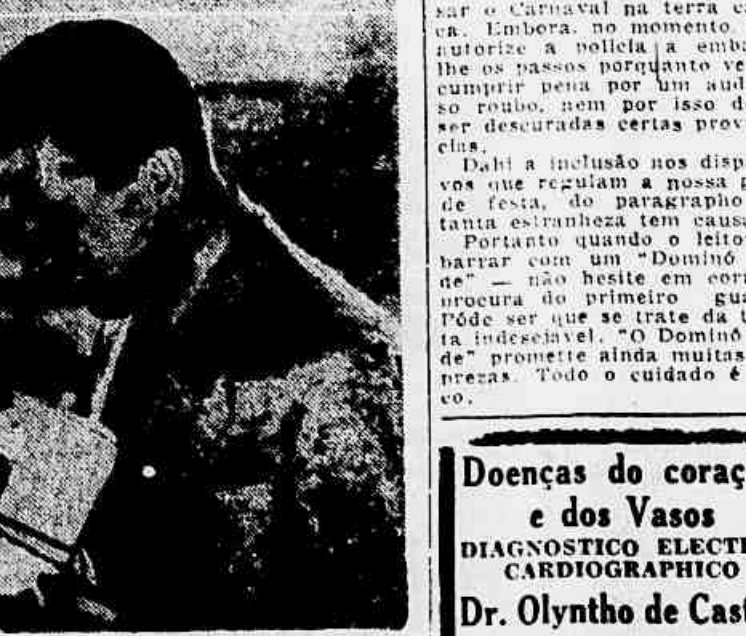 sar o Carnaval na terra ca
ca. Embora, no momento
autorize a policia a emba
lhe os passos porquanto ve
cumprir pena por um aud
so roubo, nem por isso d
ser descuradas certas prov
cias.
Dahi a inclusão nos disp
vos que regulam a nossa
de festa, do paragrapho
tanta estranheza tem causa
Portanto quando o leito
barrar com um "Dominó
de" — não hesite em corr
procura do primeiro gua
Póde ser que se trate da
ta indesejavel. "O Dominó
de" promette ainda muitas
prezas. Todo o cuidado é
co.
Doenças do coraç
e dos Vasos
DIAGNOSTICO ELECT
CARDIOGRAPHICO
Dr. Olyntho de Cast